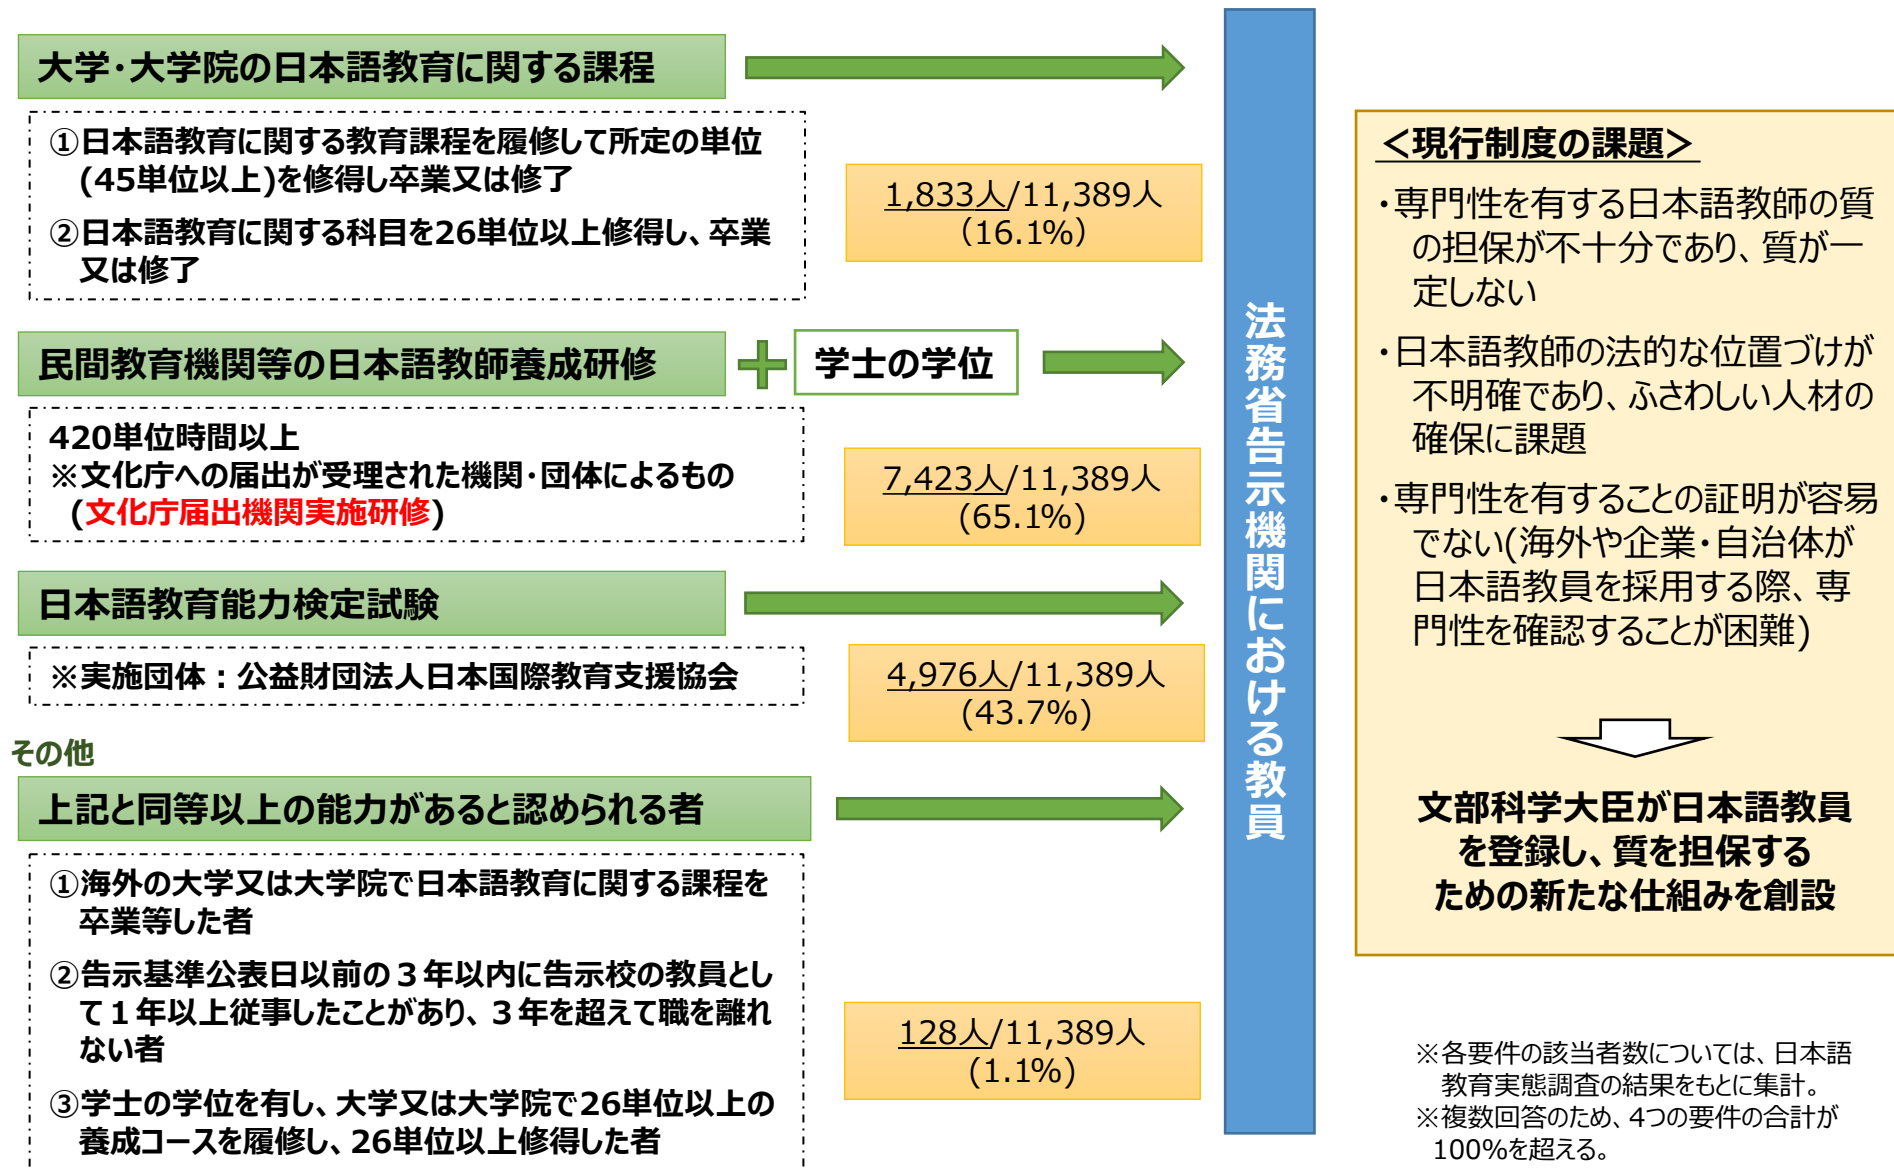 大学・大学院の日本語教育に関する課程
①日本語教育に関する教育課程を履修して所定の単位
(45単位以上)を修得し卒業又は修了
②日本語教育に関する科目を26単位以上修得し、卒業
又は修了
1,833人/11,389人
(16.1%)
民間教育機関等の日本語教師養成研修
学士の学位
420単位時間以上
※文化庁への届出が受理された機関・団体によるもの
(文化庁届出機関実施研修)
7,423人/11,389人
(65.1%)
日本語教育能力検定試験
※実施団体：公益財団法人日本国際教育支援協会
4,976人/11,389人
(43.7%)
その他
上記と同等以上の能力があると認められる者
①海外の大学又は大学院で日本語教育に関する課程を
卒業等した者
②告示基準公表日以前の３年以内に告示校の教員とし
て１年以上従事したことがあり、３年を超えて職を離れ
ない者
③学士の学位を有し、大学又は大学院で26単位以上の
養成コースを履修し、26単位以上修得した者
128人/11,389人
(1.1%)
法務省告示機関における教員
＜現行制度の課題＞
・専門性を有する日本語教師の質
の担保が不十分であり、質が一
定しない
・日本語教師の法的な位置づけが
不明確であり、ふさわしい人材の
確保に課題
・専門性を有することの証明が容易
でない(海外や企業・自治体が
日本語教員を採用する際、専
門性を確認することが困難)
文部科学大臣が日本語教員
を登録し、質を担保する
ための新たな仕組みを創設
※各要件の該当者数については、日本語
教育実態調査の結果をもとに集計。
※複数回答のため、4つの要件の合計が
100%を超える。